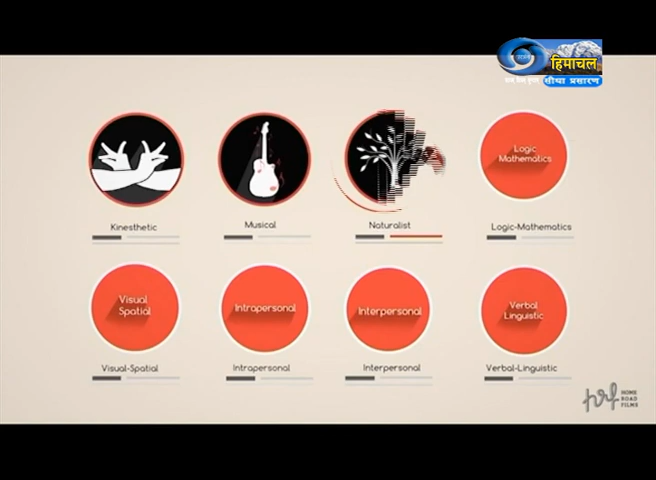 हिमाचल
सीधा प्रसारण
Logic
Mathematics
Kinesthetic
Musical
Naturalist
Logic-Mathematics
Visual
Spatial
Intrapersonal
Interpersonal
Verbal
Linguistic
Visual-Spatial
Intrapersonal
Interpersonal
Verbal-Linguistic
hrf HOME
ROAD
FILMS